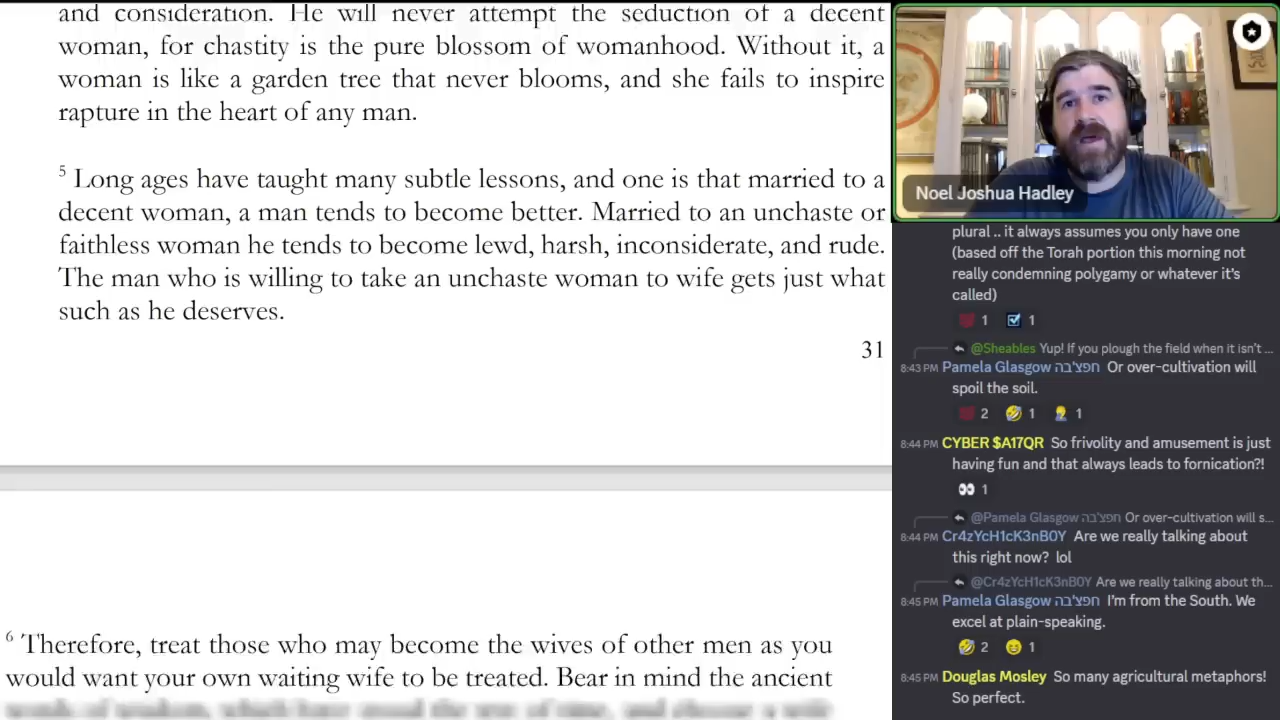 and consideration. He will never attempt the seduction of a decent
woman, for chastity is the pure blossom of womanhood. Without it, a
woman is like a garden tree that never blooms, and she fails to inspire
rapture in the heart of any man.
5 Long ages have taught many subtle lessons, and one is that married to a
decent woman, a man tends to become better. Married to an unchaste or
faithless woman he tends to become lewd, harsh, inconsiderate, and rude.
The man who is willing to take an unchaste woman to wife gets just what
such as he deserves.
31
6 Therefore, treat those who may become the wives of other men as you
would want your own waiting wife to be treated. Bear in mind the ancient
Noel Joshua Hadley
plural .. it always assumes you only have one
(based off the Torah portion this morning not
really condemning polygamy or whatever it's
called)
1 1
@Sheables Yup! If you plough the field when it isn't ...
8:43 PM Pamela Glasgow חפצ'בה Or over-cultivation will
spoil the soil.
2 1 1
8:44 PM CYBER $A17QR So frivolity and amusement is just
having fun and that always leads to fornication?!
1
@Pamela Glasgow חפצ'בה Or over-cultivation will s...
8:44 PM Cr4zYcH1cK3nB0Y Are we really talking about
this right now? lol
@Cr4zYcH1cK3nB0Y Are we really talking about th...
8:45 PM Pamela Glasgow חפצ'בה I'm from the South. We
excel at plain-speaking.
2 1
8:45 PM Douglas Mosley So many agricultural metaphors!
So perfect.